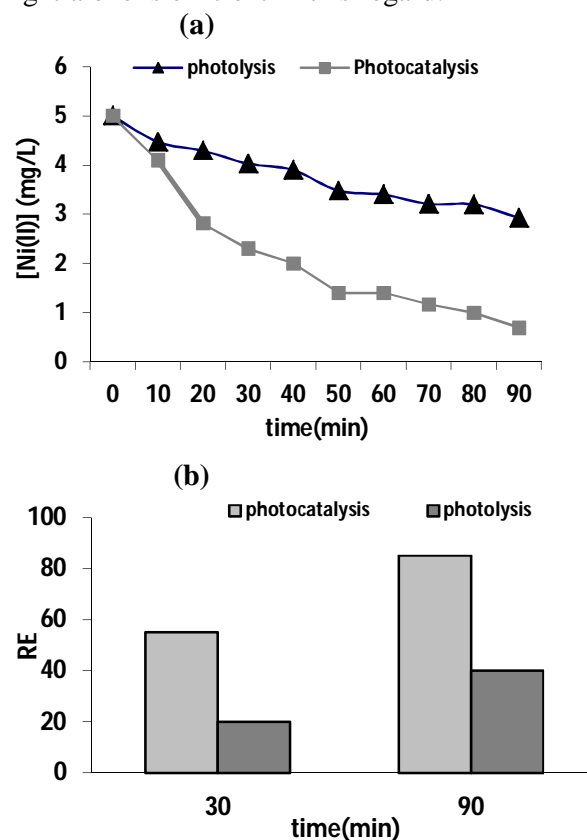 (a)
photolysis Photocatalysis
6
5
4
3
2
1
0
[Ni(II)] (mg/L)
0 10 20 30 40 50 60 70 80 90
time(min)
(b)
photocatalysis photolysis
100
80
60
40
20
0
RE
30 90
time(min)